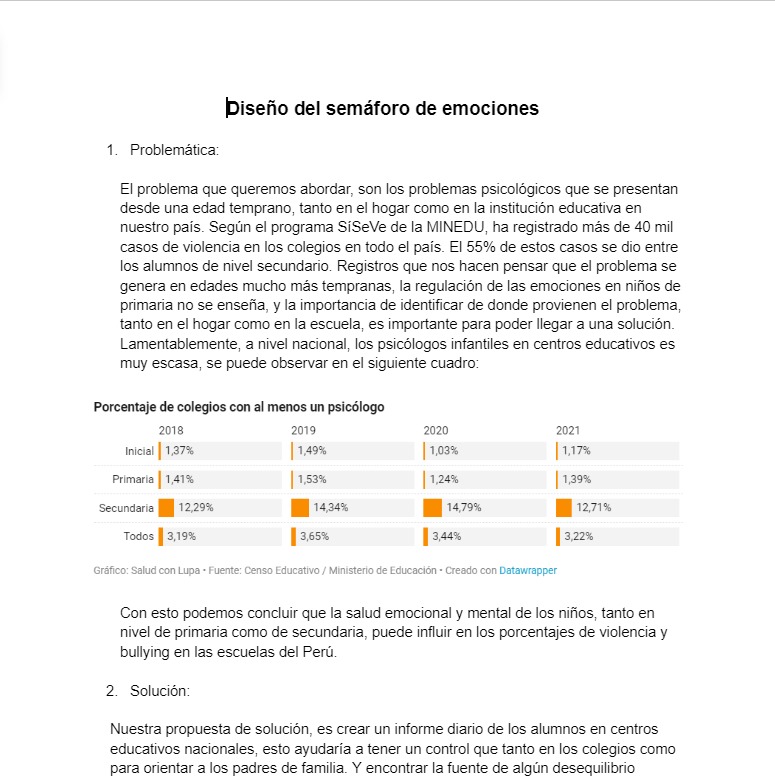 Diseño del semáforo de emociones
1. Problemática:
El problema que queremos abordar, son los problemas psicológicos que se presentan
desde una edad temprano, tanto en el hogar como en la institución educativa en
nuestro país. Según el programa SíSeVe de la MINEDU, ha registrado más de 40 mil
casos de violencia en los colegios en todo el país. El 55% de estos casos se dio entre
los alumnos de nivel secundario. Registros que nos hacen pensar que el problema se
genera en edades mucho más tempranas, la regulación de las emociones en niños de
primaria no se enseña, y la importancia de identificar de donde provienen el problema,
tanto en el hogar como en la escuela, es importante para poder llegar a una solución.
Lamentablemente, a nivel nacional, los psicólogos infantiles en centros educativos es
muy escasa, se puede observar en el siguiente cuadro:
Porcentaje de colegios con al menos un psicólogo
2018 2019 2020 2021
Inicial 1,37% 1,49% 1,03% 1,17%
Primaria 1,41% 1,53% 1,24% 1,39%
Secundaria 12,29% 14,34% 14,79% 12,71%
Todos 3,19% 3,65% 3,44% 3,22%
Gráfico: Salud con Lupa • Fuente: Censo Educativo / Ministerio de Educación • Creado con Datawrapper
Con esto podemos concluir que la salud emocional y mental de los niños, tanto en
nivel de primaria como de secundaria, puede influir en los porcentajes de violencia y
bullying en las escuelas del Perú.
2. Solución:
Nuestra propuesta de solución, es crear un informe diario de los alumnos en centros
educativos nacionales, esto ayudaría a tener un control que tanto en los colegios como
para orientar a los padres de familia. Y encontrar la fuente de algún desequilibrio